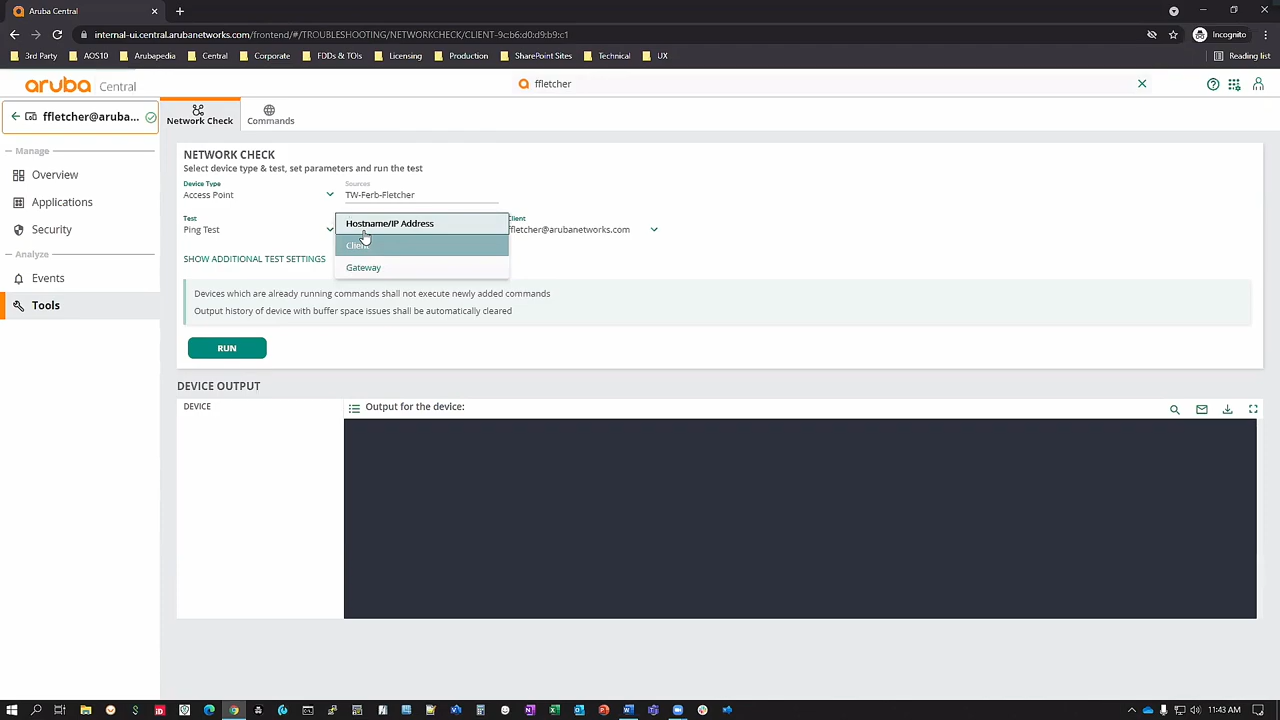 Aruba Central
internal-ui.central.arubanetworks.com/frontend/#/TROUBLESHOOTING/NETWORKCHECK/CLIENT-9cb6d0d9b9c1
Incognito
3rd Party
AOS10
Arubapedia
Central
Corporate
FDDs & TOIs
Licensing
Production
SharePoint Sites
Technical
UX
Reading list
aruba Central
ffletcher
ffletcher@aruba...
Manage
Overview
Applications
Security
Analyze
Events
Tools
Network Check
Commands
NETWORK CHECK
Select device type & test, set parameters and run the test
Device Type
Access Point
Sources
TW-Ferb-Fletcher
Test
Ping Test
Hostname/IP Address
Client
Gateway
Client
ffletcher@arubanetworks.com
SHOW ADDITIONAL TEST SETTINGS
Devices which are already running commands shall not execute newly added commands
Output history of device with buffer space issues shall be automatically cleared
RUN
DEVICE OUTPUT
DEVICE
Output for the device:
11:43 AM